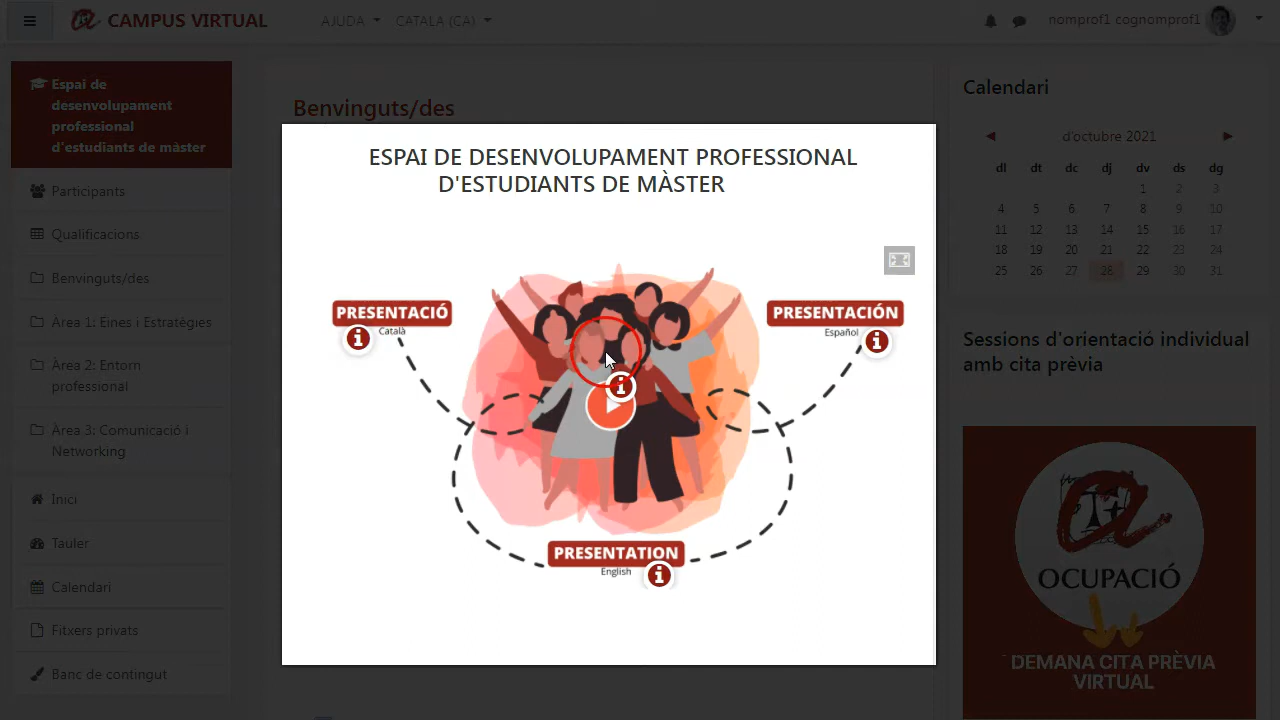 CAMPUS VIRTUAL
AJUDA
CATALÀ (CA)
nomprof1 cognomprof1
Espai de
desenvolupament
professional
d'estudiants de màster
Participants
Qualificacions
Benvinguts/des
Àrea 1: Eines i Estratègies
Àrea 2: Entorn
professional
Àrea 3: Comunicació i
Networking
Inici
Tauler
Calendari
Fitxers privats
Banc de contingut
Benvinguts/des
ESPAI DE DESENVOLUPAMENT PROFESSIONAL
D'ESTUDIANTS DE MÀSTER
PRESENTACIÓ
Català
PRESENTACIÓN
Español
PRESENTATION
English
Calendari
d'octubre 2021
dl dt dc dj dv ds dg
1 2 3
4 5 6 7 8 9 10
11 12 13 14 15 16 17
18 19 20 21 22 23 24
25 26 27 28 29 30 31
Sessions d'orientació individual
amb cita prèvia
OCUPACIÓ
DEMANA CITA PRÈVIA
VIRTUAL